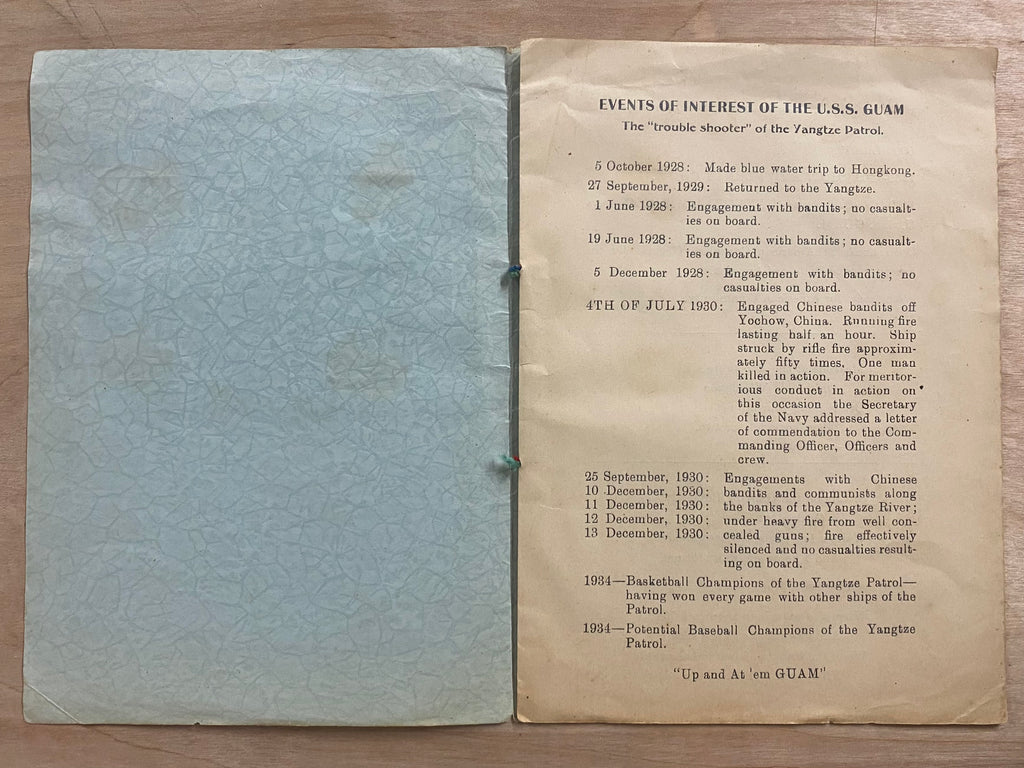 EVENTS OF INTEREST OF THE U.S.S. GUAM
The "trouble shooter" of the Yangtze Patrol.
5 October 1928: Made blue water trip to Hongkong.
27 September, 1929: Returned to the Yangtze.
1 June 1928: Engagement with bandits; no casualt-
ies on board.
19 June 1928: Engagement with bandits; no casualt-
ies on board.
5 December 1928: Engagement with bandits; no
casualties on board.
4TH OF JULY 1930: Engaged Chinese bandits off
Yochow, China. Running fire
lasting half an hour. Ship
struck by rifle fire approxim-
ately fifty times. One man
killed in action. For meritor-
ious conduct in action on
this occasion the Secretary
of the Navy addressed a letter
of commendation to the Com-
manding Officer, Officers and
crew.
25 September, 1930: Engagements with Chinese
10 December, 1930: bandits and communists along
11 December, 1930: the banks of the Yangtze River;
12 December, 1930: under heavy fire from well con-
13 December, 1930: cealed guns; fire effectively
silenced and no casualties result-
ing on board.
1934—Basketball Champions of the Yangtze Patrol—
having won every game with other ships of the
Patrol.
1934—Potential Baseball Champions of the Yangtze
Patrol.
"Up and At 'em GUAM"